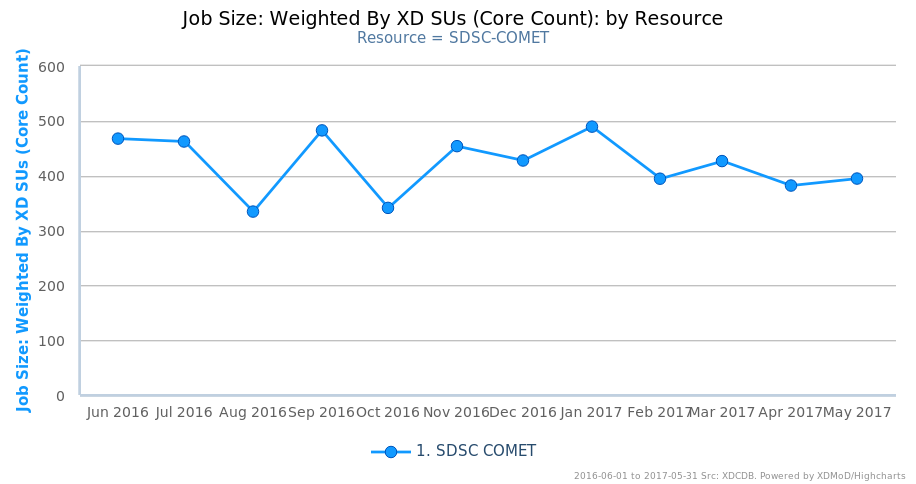 Job Size: Weighted By XD SUs (Core Count): by Resource
Resource = SDSC-COMET
Job Size: Weighted By XD SUs (Core Count)
600
500
400
300
200
100
0
Jun 2016 Jul 2016 Aug 2016 Sep 2016 Oct 2016 Nov 2016 Dec 2016 Jan 2017 Feb 2017 Mar 2017 Apr 2017 May 2017
1. SDSC COMET
2016-06-01 to 2017-05-31 Src: XDCDB. Powered by XDMoD/Highcharts